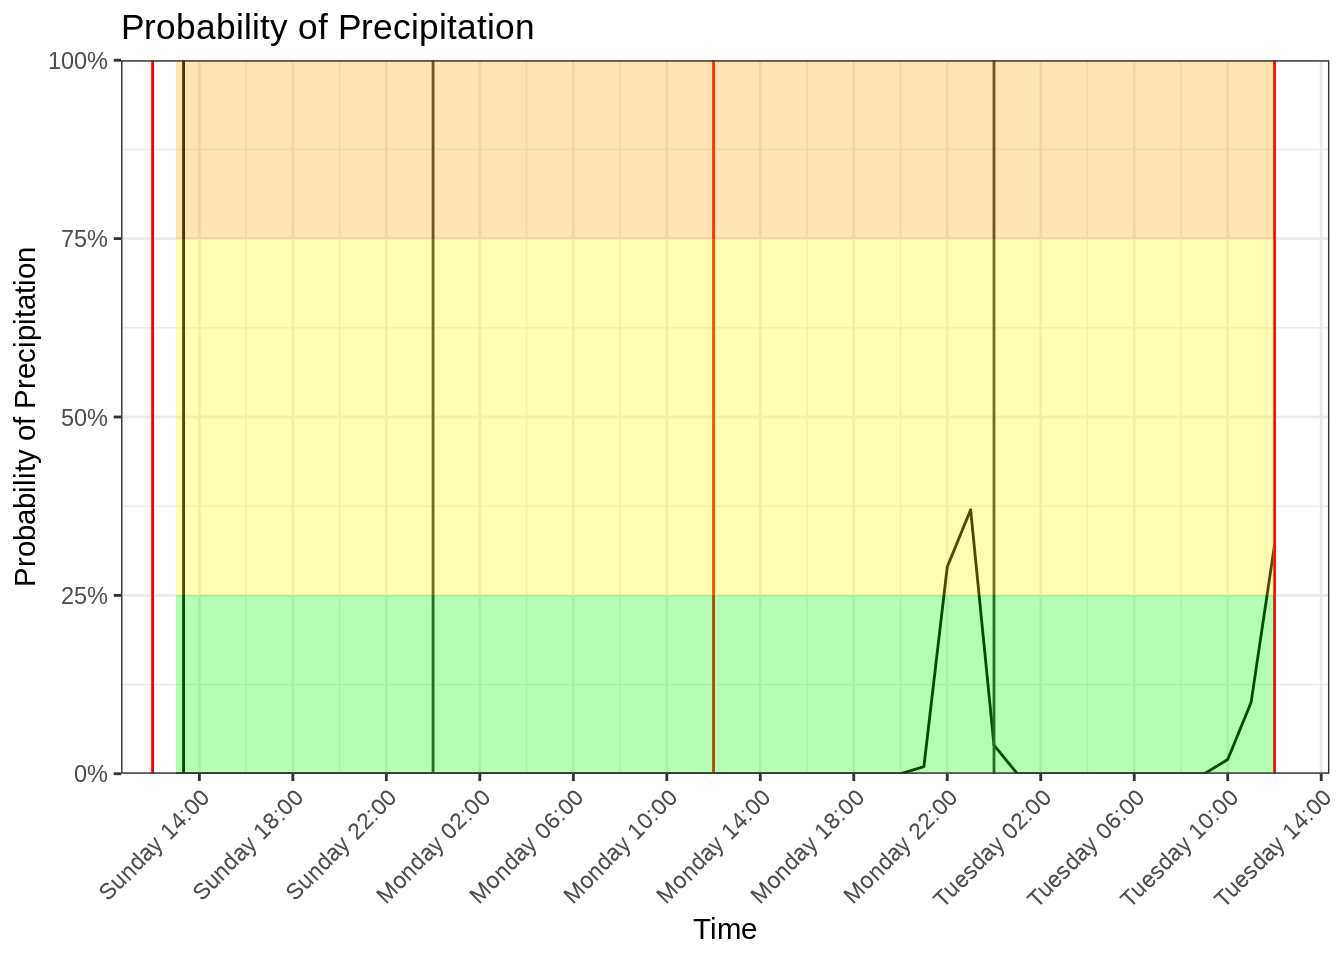 Probability of Precipitation
Probability of Precipitation
100%
75%
50%
25%
0%
Sunday 14:00
Sunday 18:00
Sunday 22:00
Monday 02:00
Monday 06:00
Monday 10:00
Monday 14:00
Monday 18:00
Monday 22:00
Tuesday 02:00
Tuesday 06:00
Tuesday 10:00
Tuesday 14:00
Time